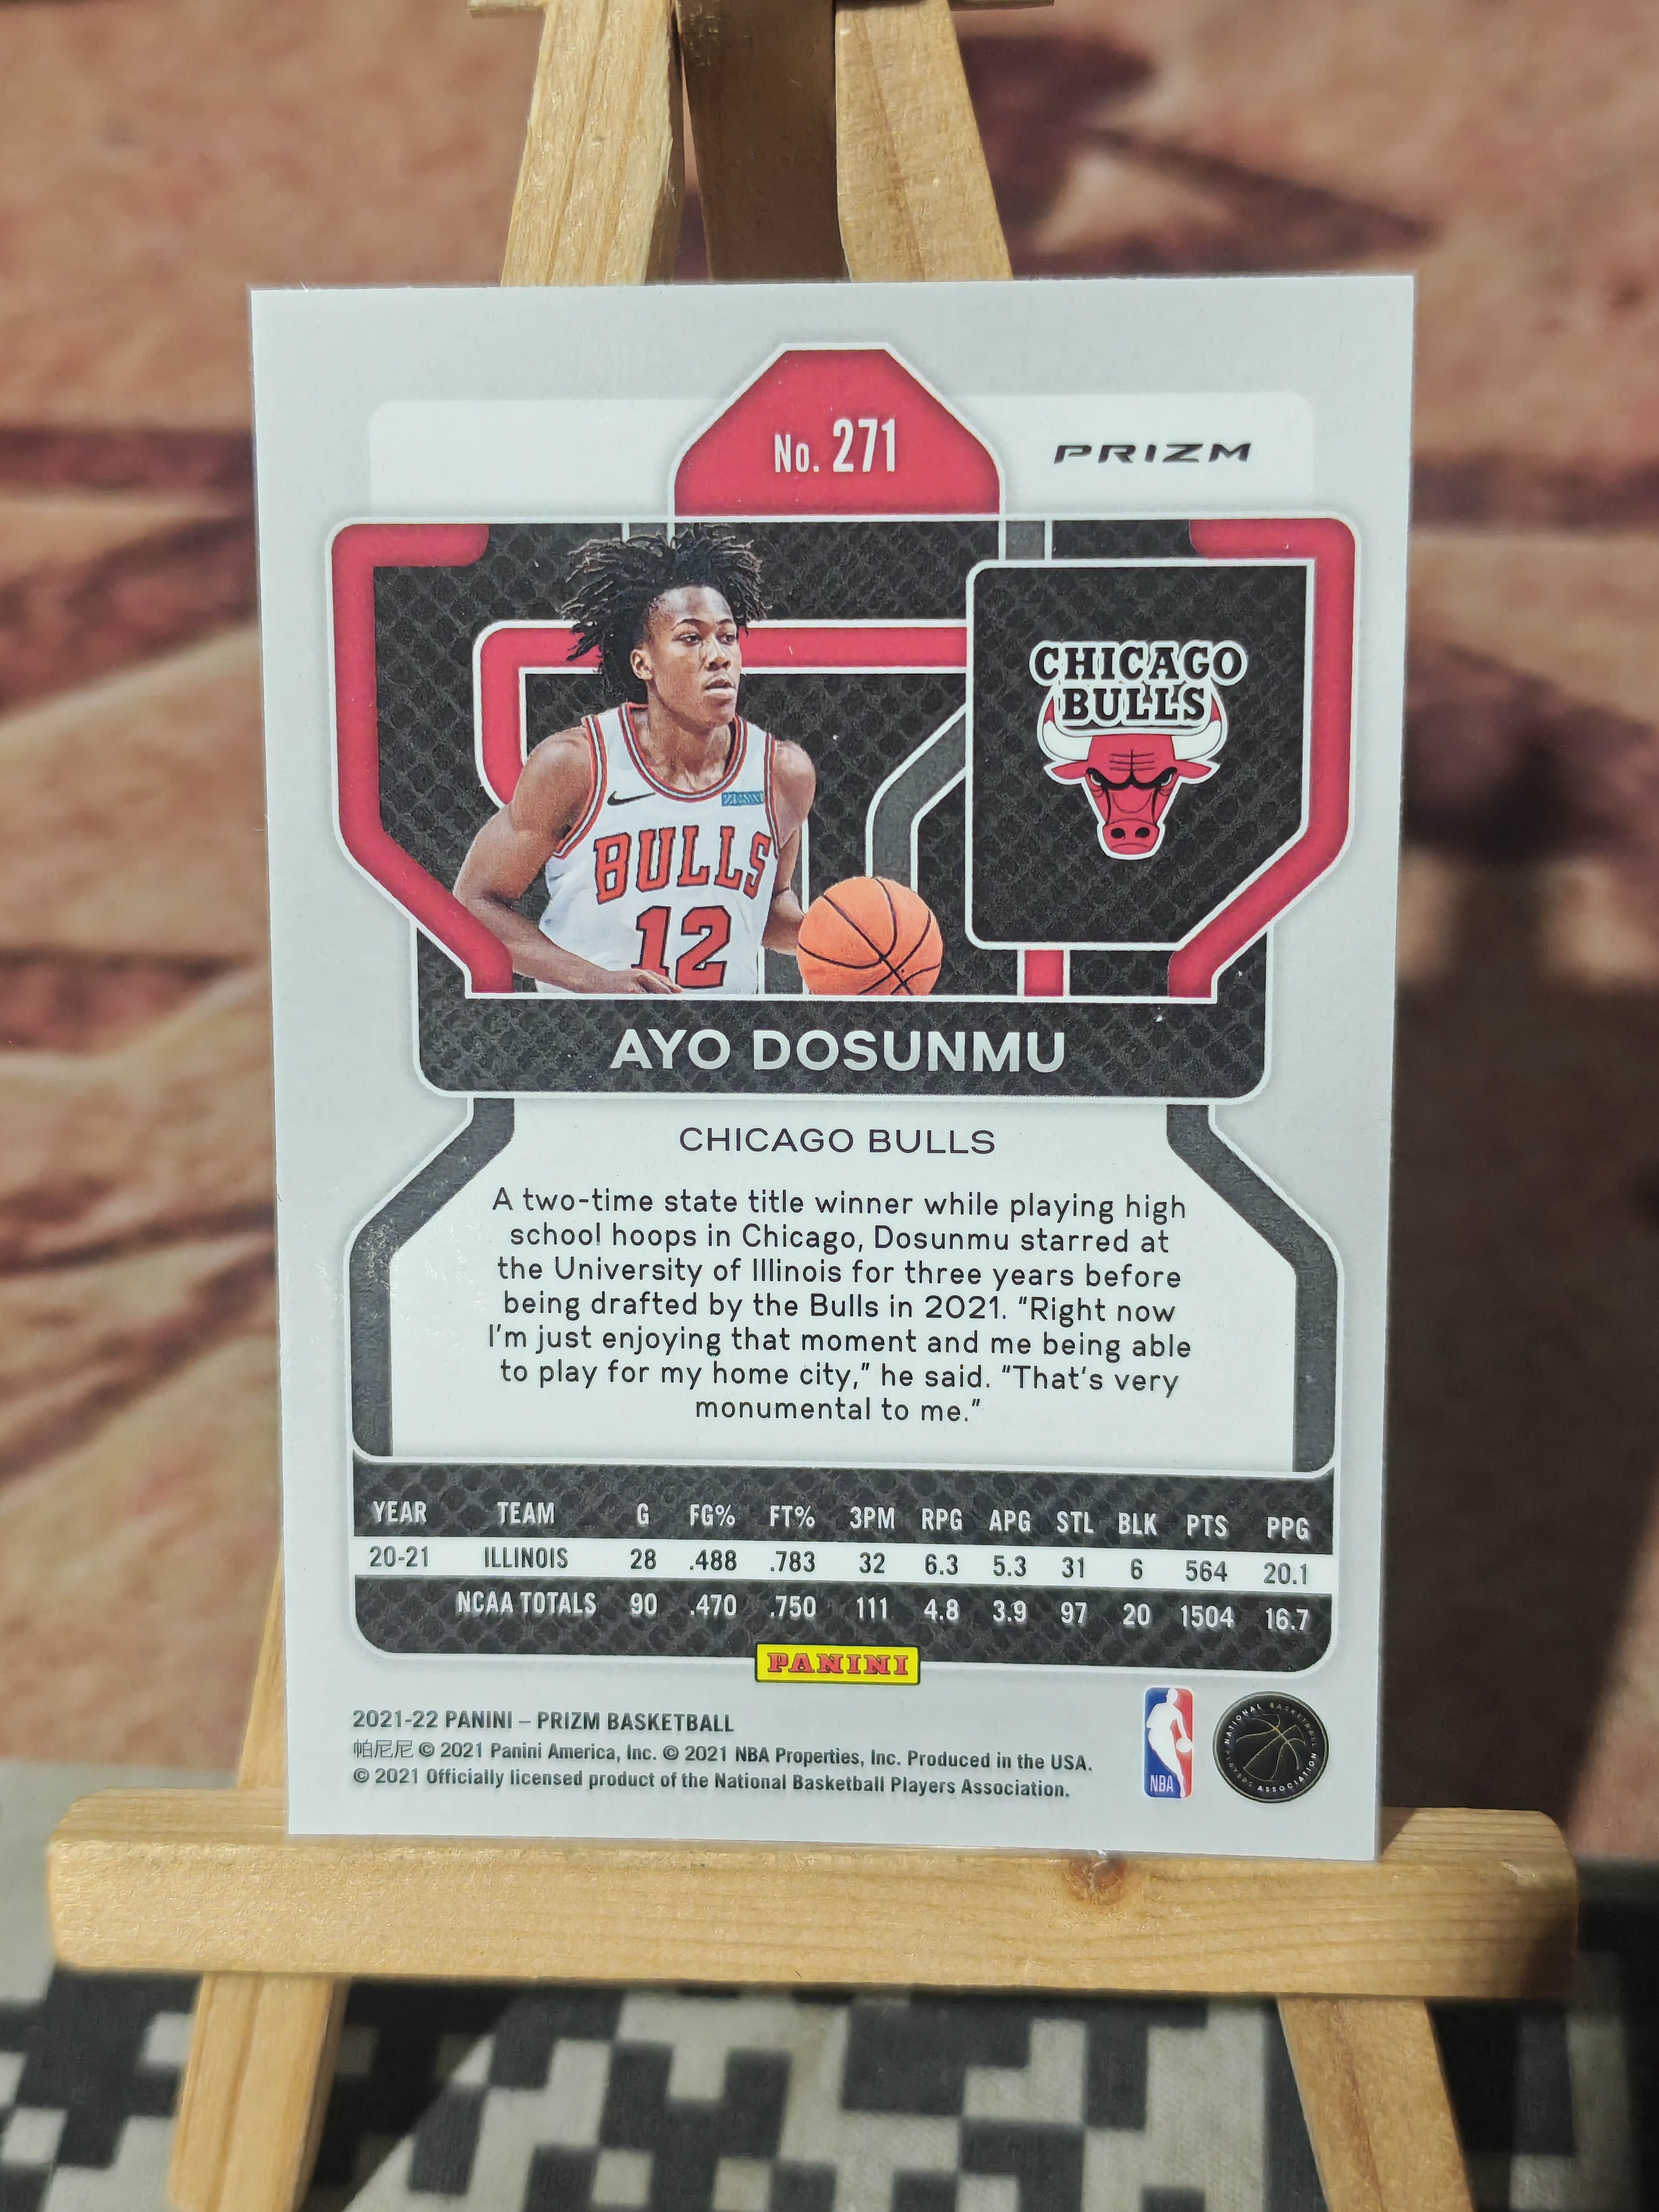 No. 271
PRIZM
CHICAGO
BULLS
PANINI
BULLS
12
AYO DOSUNMU
CHICAGO BULLS
A two-time state title winner while playing high
school hoops in Chicago, Dosunmu starred at
the University of Illinois for three years before
being drafted by the Bulls in 2021. "Right now
I'm just enjoying that moment and me being able
to play for my home city," he said. "That's very
monumental to me."
YEAR TEAM G FG% FT% 3PM RPG APG STL BLK PTS PPG
20-21 ILLINOIS 28 .488 .783 32 6.3 5.3 31 6 564 20.1
NCAA TOTALS 90 .470 .750 111 4.8 3.9 97 20 1504 16.7
PANINI
2021-22 PANINI – PRIZM BASKETBALL
帕尼尼 © 2021 Panini America, Inc. © 2021 NBA Properties, Inc. Produced in the USA.
© 2021 Officially licensed product of the National Basketball Players Association.
NBA
NATIONAL BASKETBALL PLAYERS ASSOCIATION